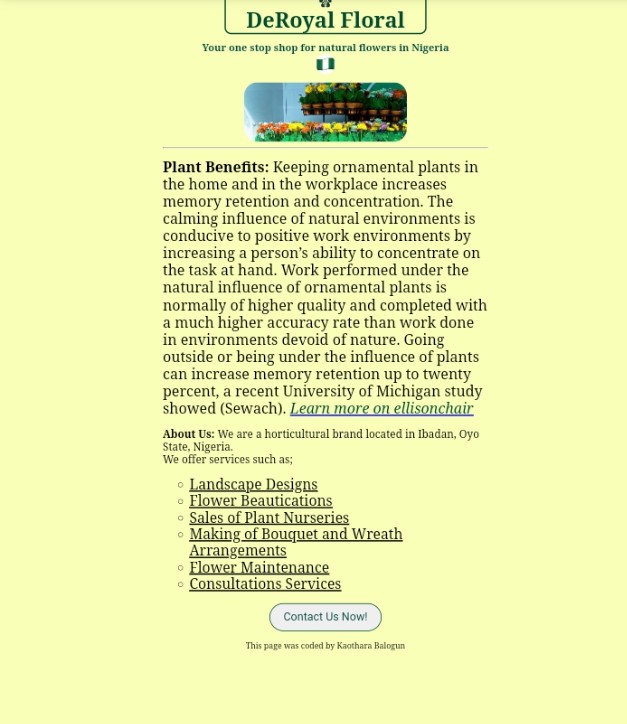 DeRoyal Floral
Your one stop shop for natural flowers in Nigeria
Plant Benefits: Keeping ornamental plants in
the home and in the workplace increases
memory retention and concentration. The
calming influence of natural environments is
conducive to positive work environments by
increasing a person’s ability to concentrate on
the task at hand. Work performed under the
natural influence of ornamental plants is
normally of higher quality and completed with
a much higher accuracy rate than work done
in environments devoid of nature. Going
outside or being under the influence of plants
can increase memory retention up to twenty
percent, a recent University of Michigan study
showed (Sewach). Learn more on ellisonchair
About Us: We are a horticultural brand located in Ibadan, Oyo
State, Nigeria.
We offer services such as;
Landscape Designs
Flower Beautications
Sales of Plant Nurseries
Making of Bouquet and Wreath
Arrangements
Flower Maintenance
Consultations Services
Contact Us Now!
This page was coded by Kaothara Balogun